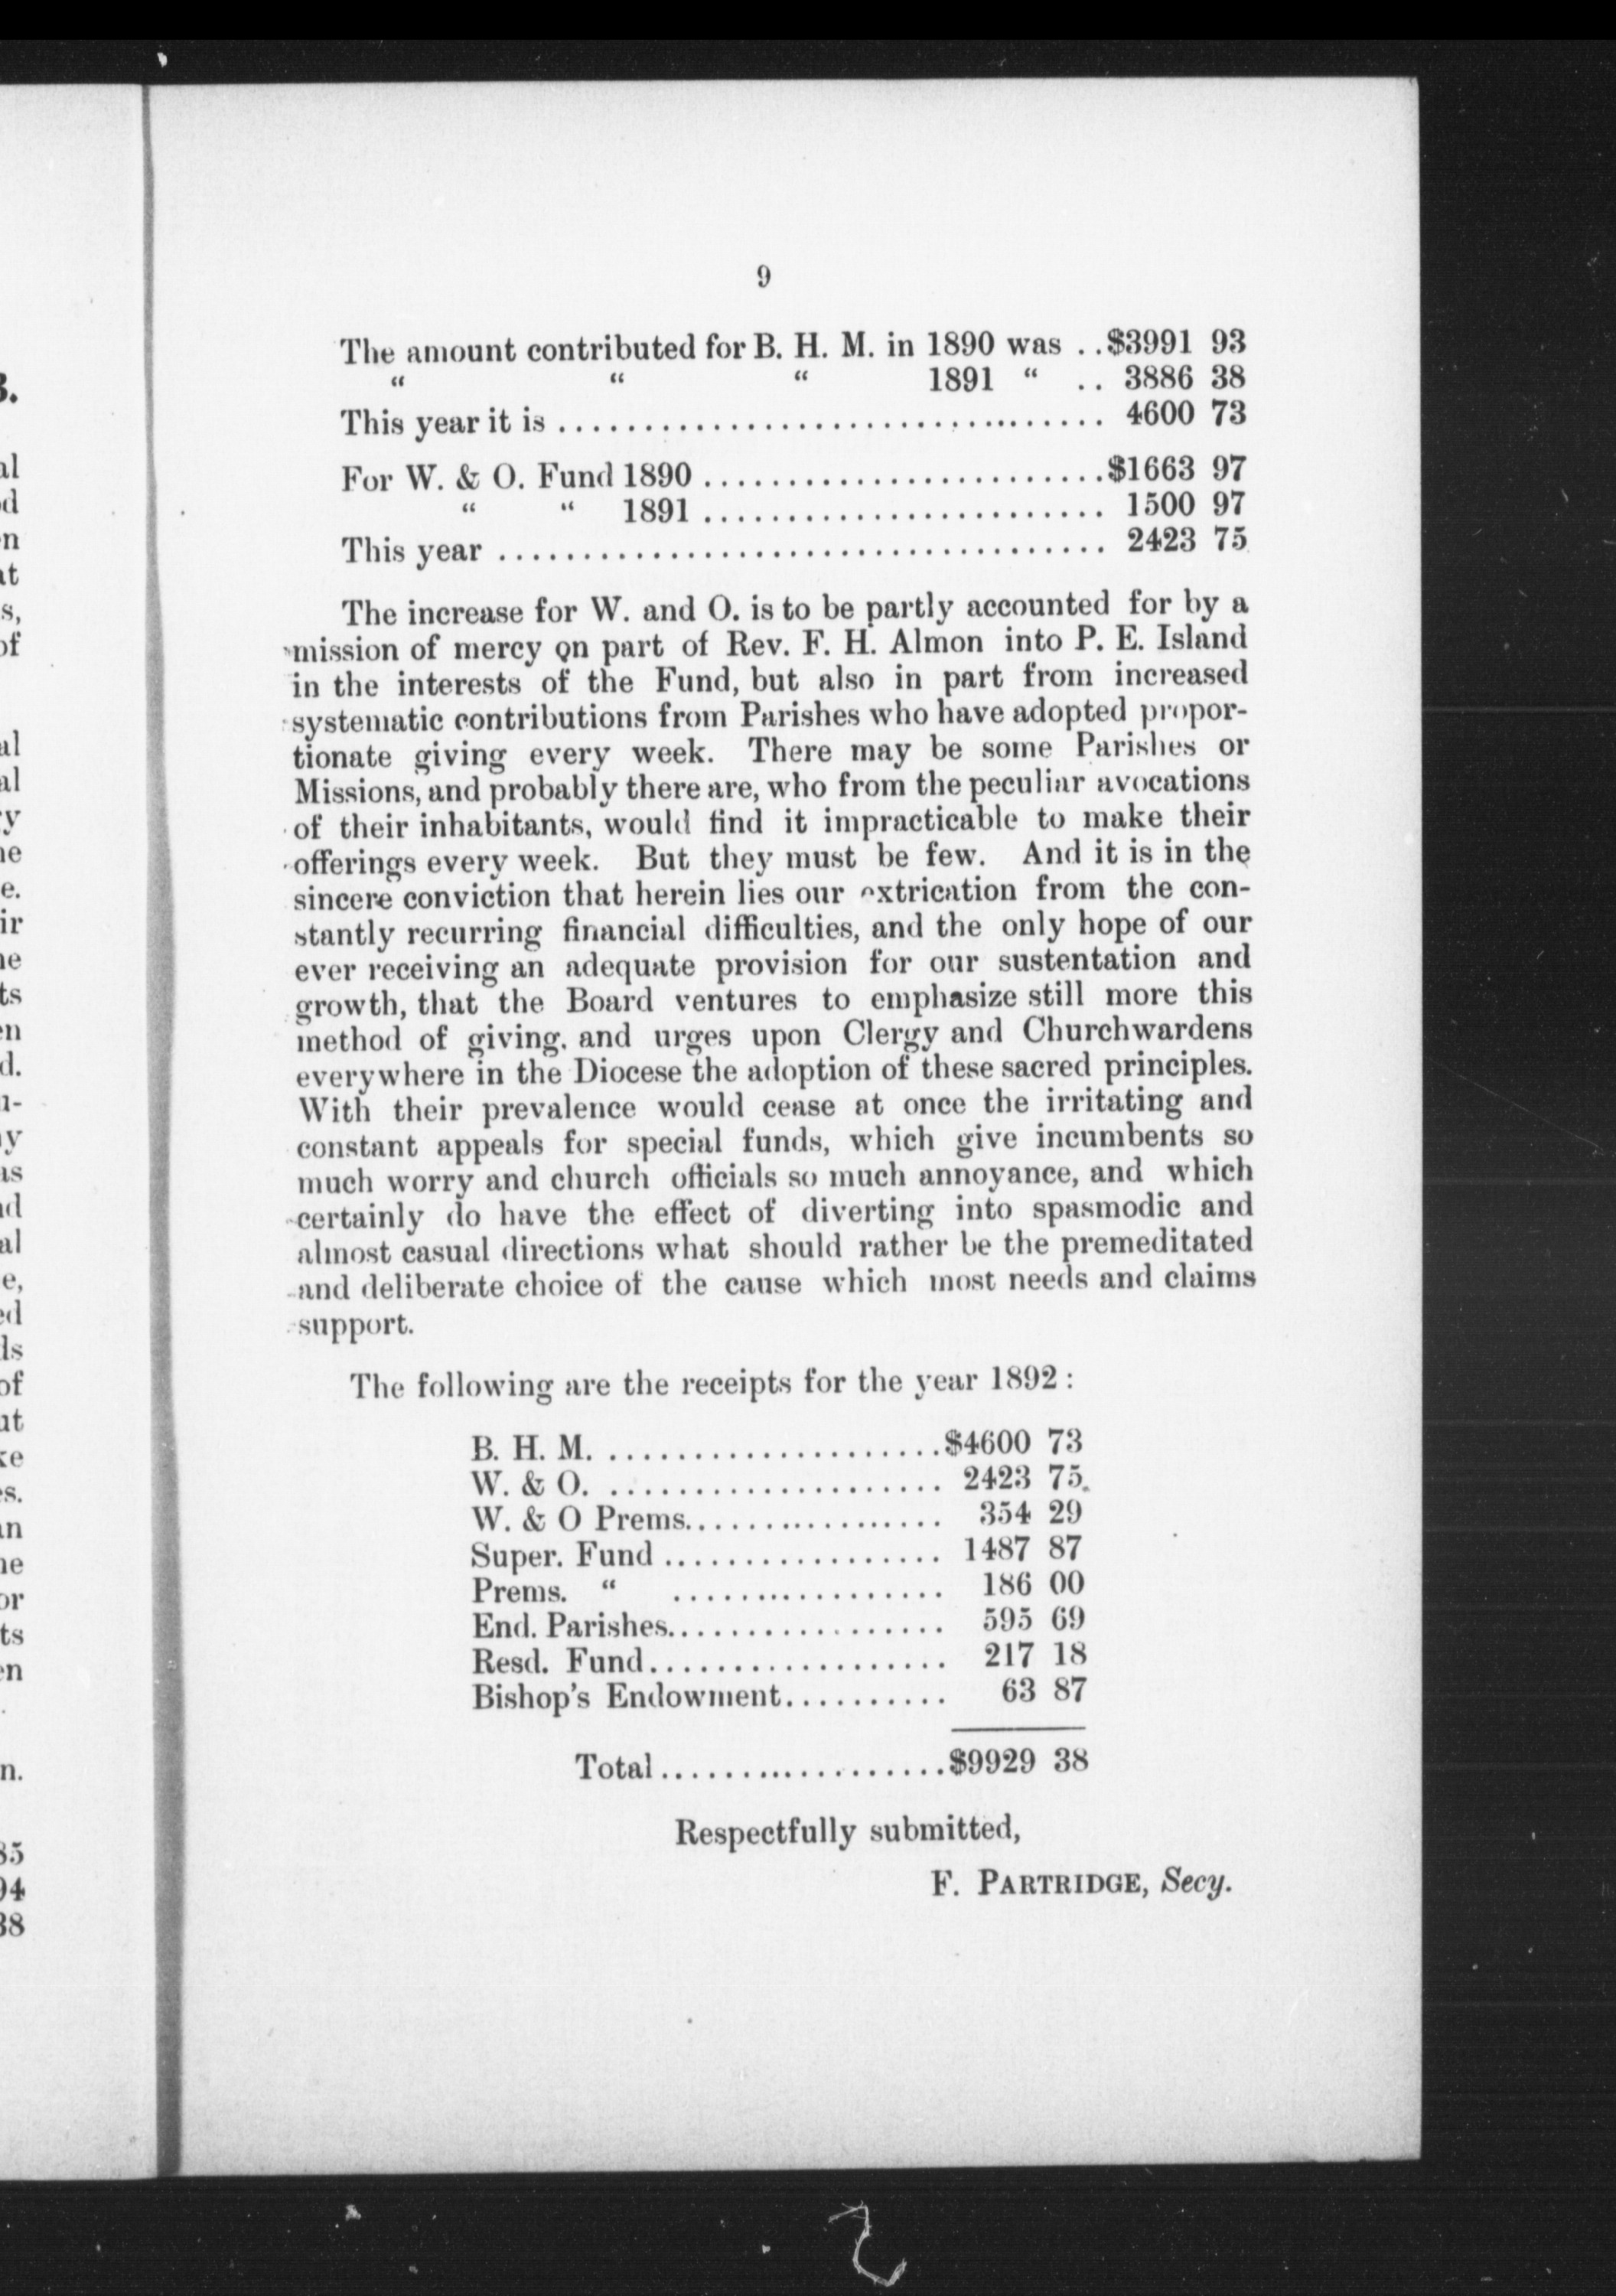 9
The amount contributed for B. H. M. in 1890 was ..$3991 93
" " " 1891 " .. 3886 38
This year it is ................................ 4600 73
For W. & O. Fund 1890 ........................$1663 97
" " 1891 ........................ 1500 97
This year .................................... 2423 75
The increase for W. and O. is to be partly accounted for by a
mission of mercy on part of Rev. F. H. Almon into P. E. Island
in the interests of the Fund, but also in part from increased
systematic contributions from Parishes who have adopted propor-
tionate giving every week. There may be some Parishes or
Missions, and probably there are, who from the peculiar avocations
of their inhabitants, would find it impracticable to make their
offerings every week. But they must be few. And it is in the
sincere conviction that herein lies our extrication from the con-
stantly recurring financial difficulties, and the only hope of our
ever receiving an adequate provision for our sustentation and
growth, that the Board ventures to emphasize still more this
method of giving, and urges upon Clergy and Churchwardens
everywhere in the Diocese the adoption of these sacred principles.
With their prevalence would cease at once the irritating and
constant appeals for special funds, which give incumbents so
much worry and church officials so much annoyance, and which
certainly do have the effect of diverting into spasmodic and
almost casual directions what should rather be the premeditated
and deliberate choice of the cause which most needs and claims
support.
The following are the receipts for the year 1892 :
B. H. M. ....................$4600 73
W. & O. .................... 2423 75
W. & O Prems................ 354 29
Super. Fund ................. 1487 87
Prems. " ................ 186 00
End. Parishes................. 595 69
Resd. Fund.................. 217 18
Bishop's Endowment.......... 63 87
Total.................$9929 38
Respectfully submitted,
F. PARTRIDGE, Secy.